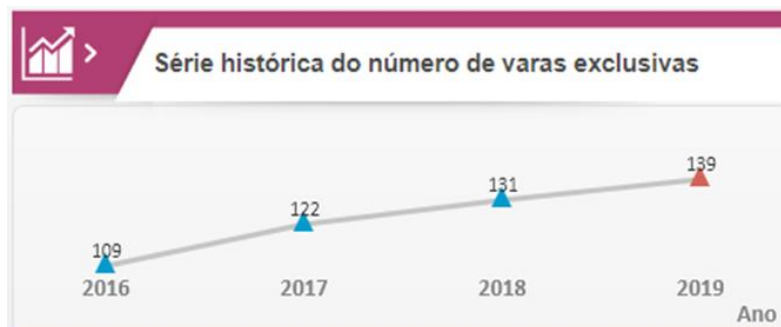 Série histórica do número de varas exclusivas
139
131
122
109
2016 2017 2018 2019
Ano